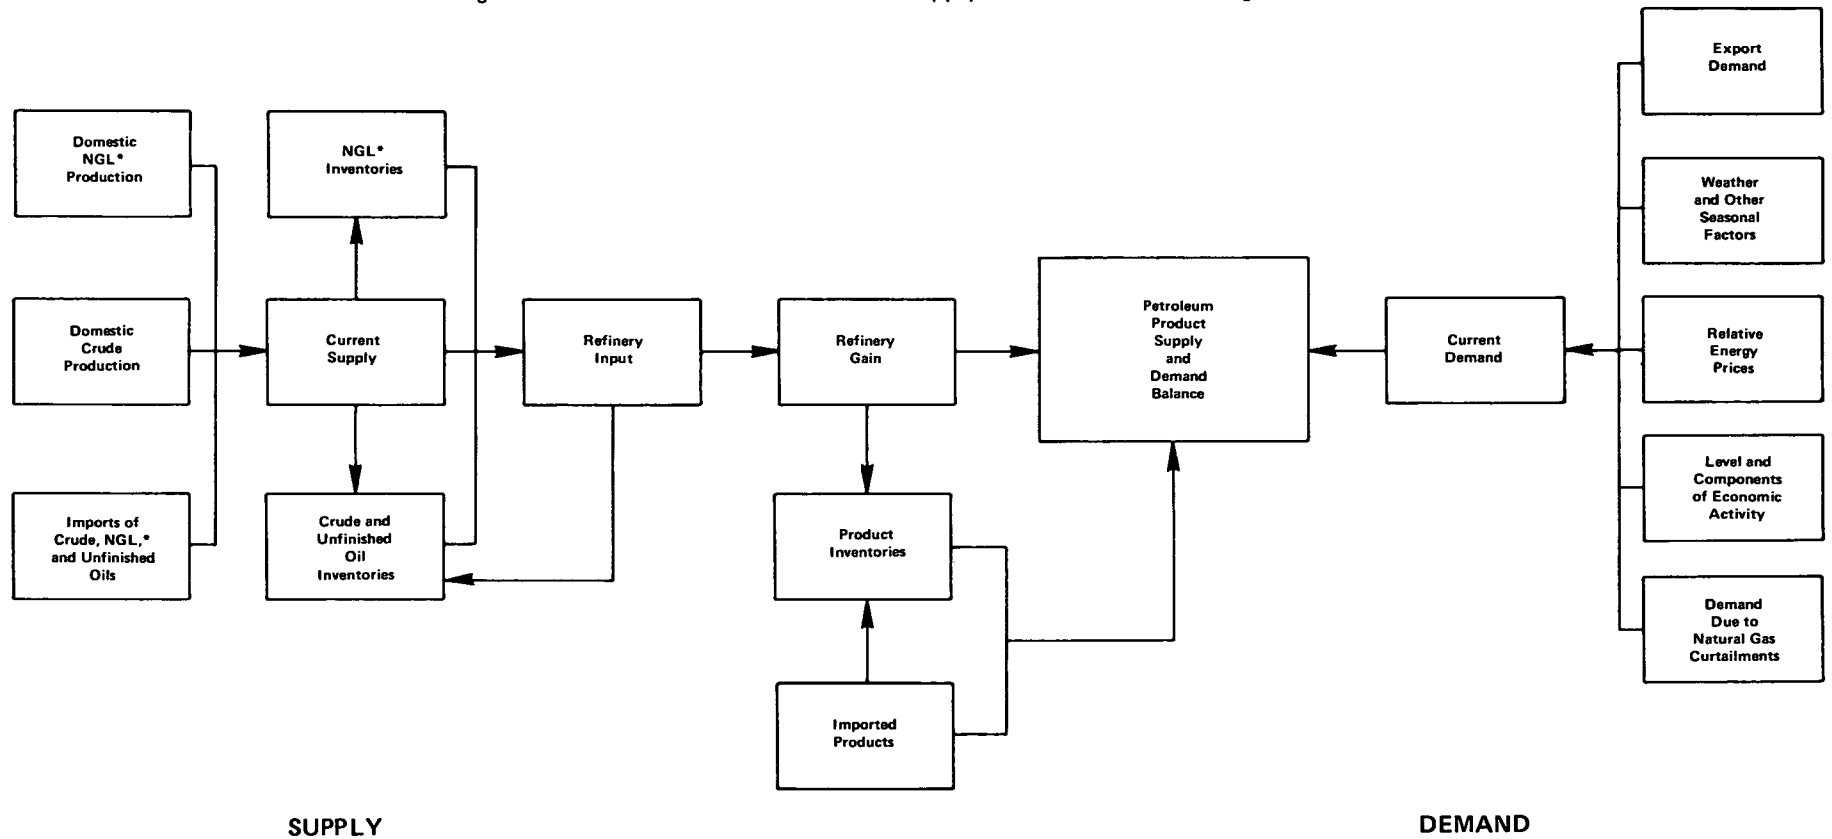 Export
Demand
Domestic
NGL*
Production
NGL*
Inventories
Weather
and Other
Seasonal
Factors
Domestic
Crude
Production
Current
Supply
Refinery
Input
Refinery
Gain
Petroleum
Product
Supply
and
Demand
Balance
Current
Demand
Relative
Energy
Prices
Imports of
Crude, NGL,*
and Unfinished
Oils
Crude and
Unfinished
Oil
Inventories
Product
Inventories
Level and
Components
of Economic
Activity
Imported
Products
Demand
Due to
Natural Gas
Curtailments
SUPPLY
DEMAND